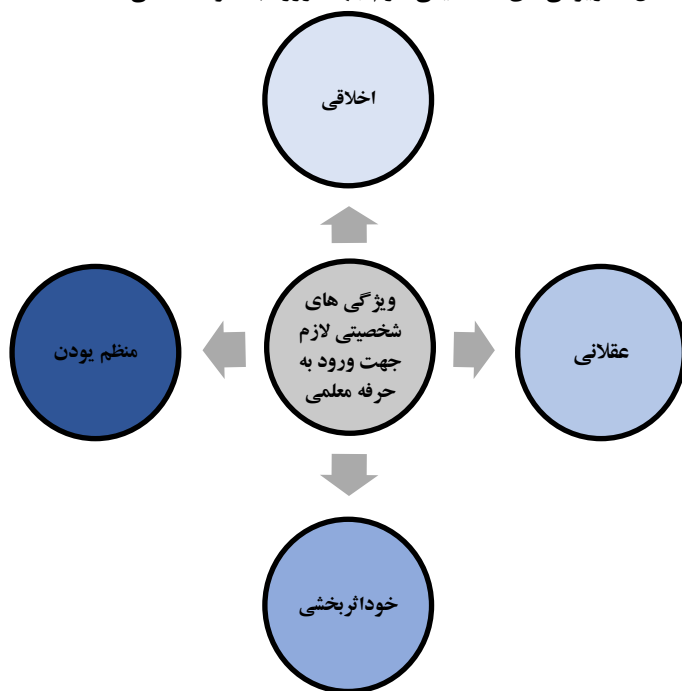 اخلاقی
ویژگی های
شخصیتی لازم
جهت ورود به
حرفه معلمی
عقلانی
منظم یودن
خوداثربخشی